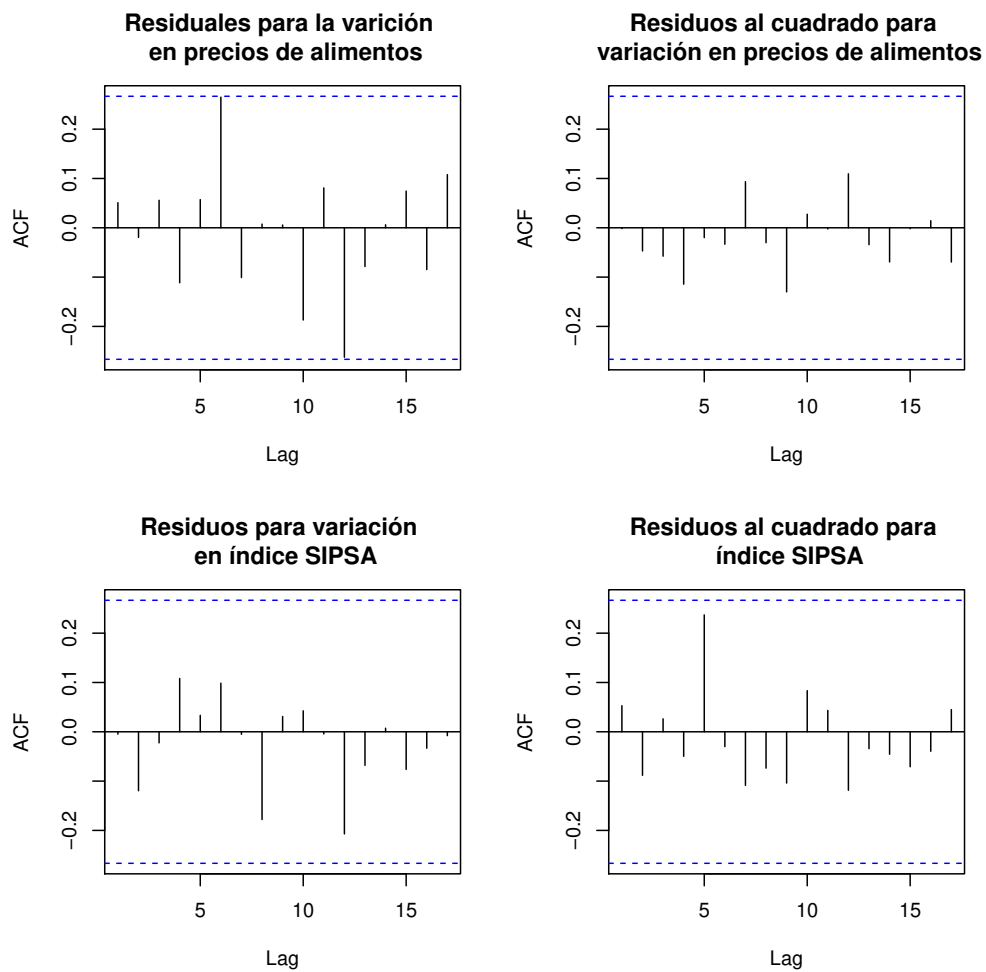 Residuales para la varición
en precios de alimentos
ACF
0.2
0.1
0.0
−0.2
5 10 15
Lag
Residuos al cuadrado para
variación en precios de alimentos
ACF
0.2
0.1
0.0
−0.2
5 10 15
Lag
Residuos para variación
en índice SIPSA
ACF
0.2
0.1
0.0
−0.2
5 10 15
Lag
Residuos al cuadrado para
índice SIPSA
ACF
0.2
0.1
0.0
−0.2
5 10 15
Lag